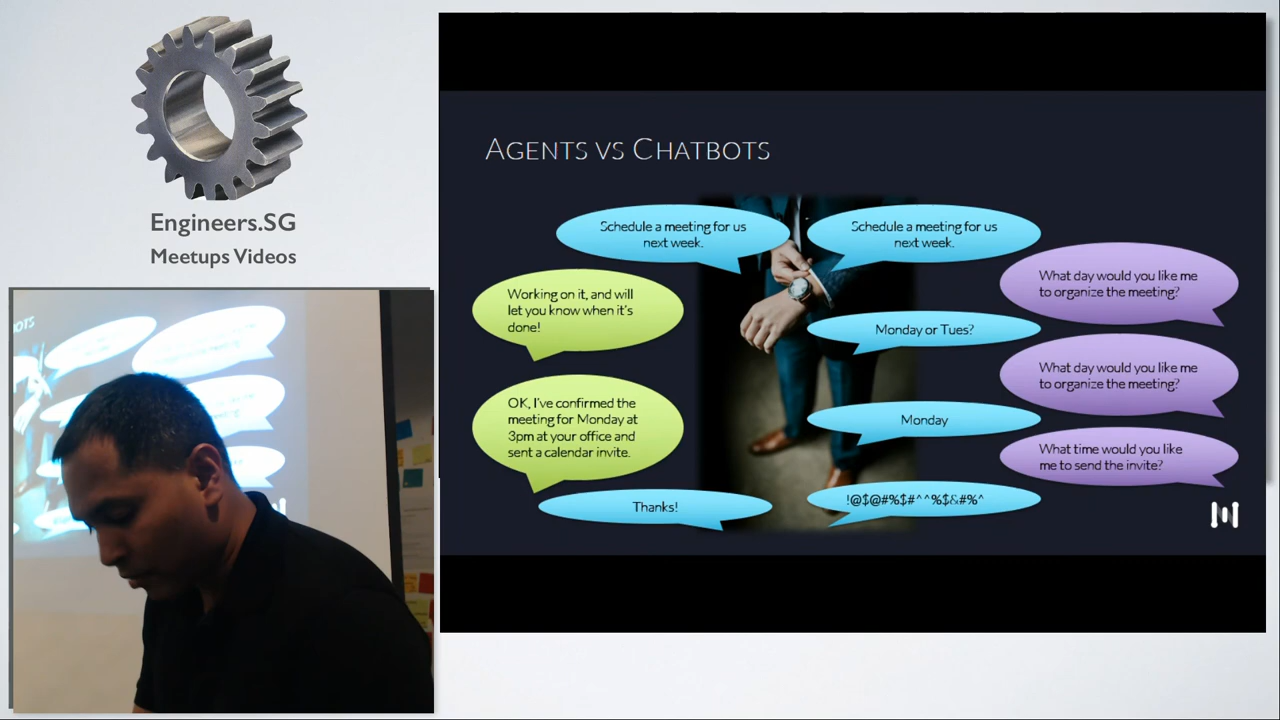 Engineers.SG
Meetups Videos
AGENTS VS CHATBOTS
Schedule a meeting for us
next week.
Working on it, and will
let you know when it's
done!
OK, I've confirmed the
meeting for Monday at
3pm at your office and
sent a calendar invite.
Thanks!
Schedule a meeting for us
next week.
What day would you like me
to organize the meeting?
Monday or Tues?
What day would you like me
to organize the meeting?
Monday
What time would you like
me to send the invite?
!@$@#%$#^^%$&#%^